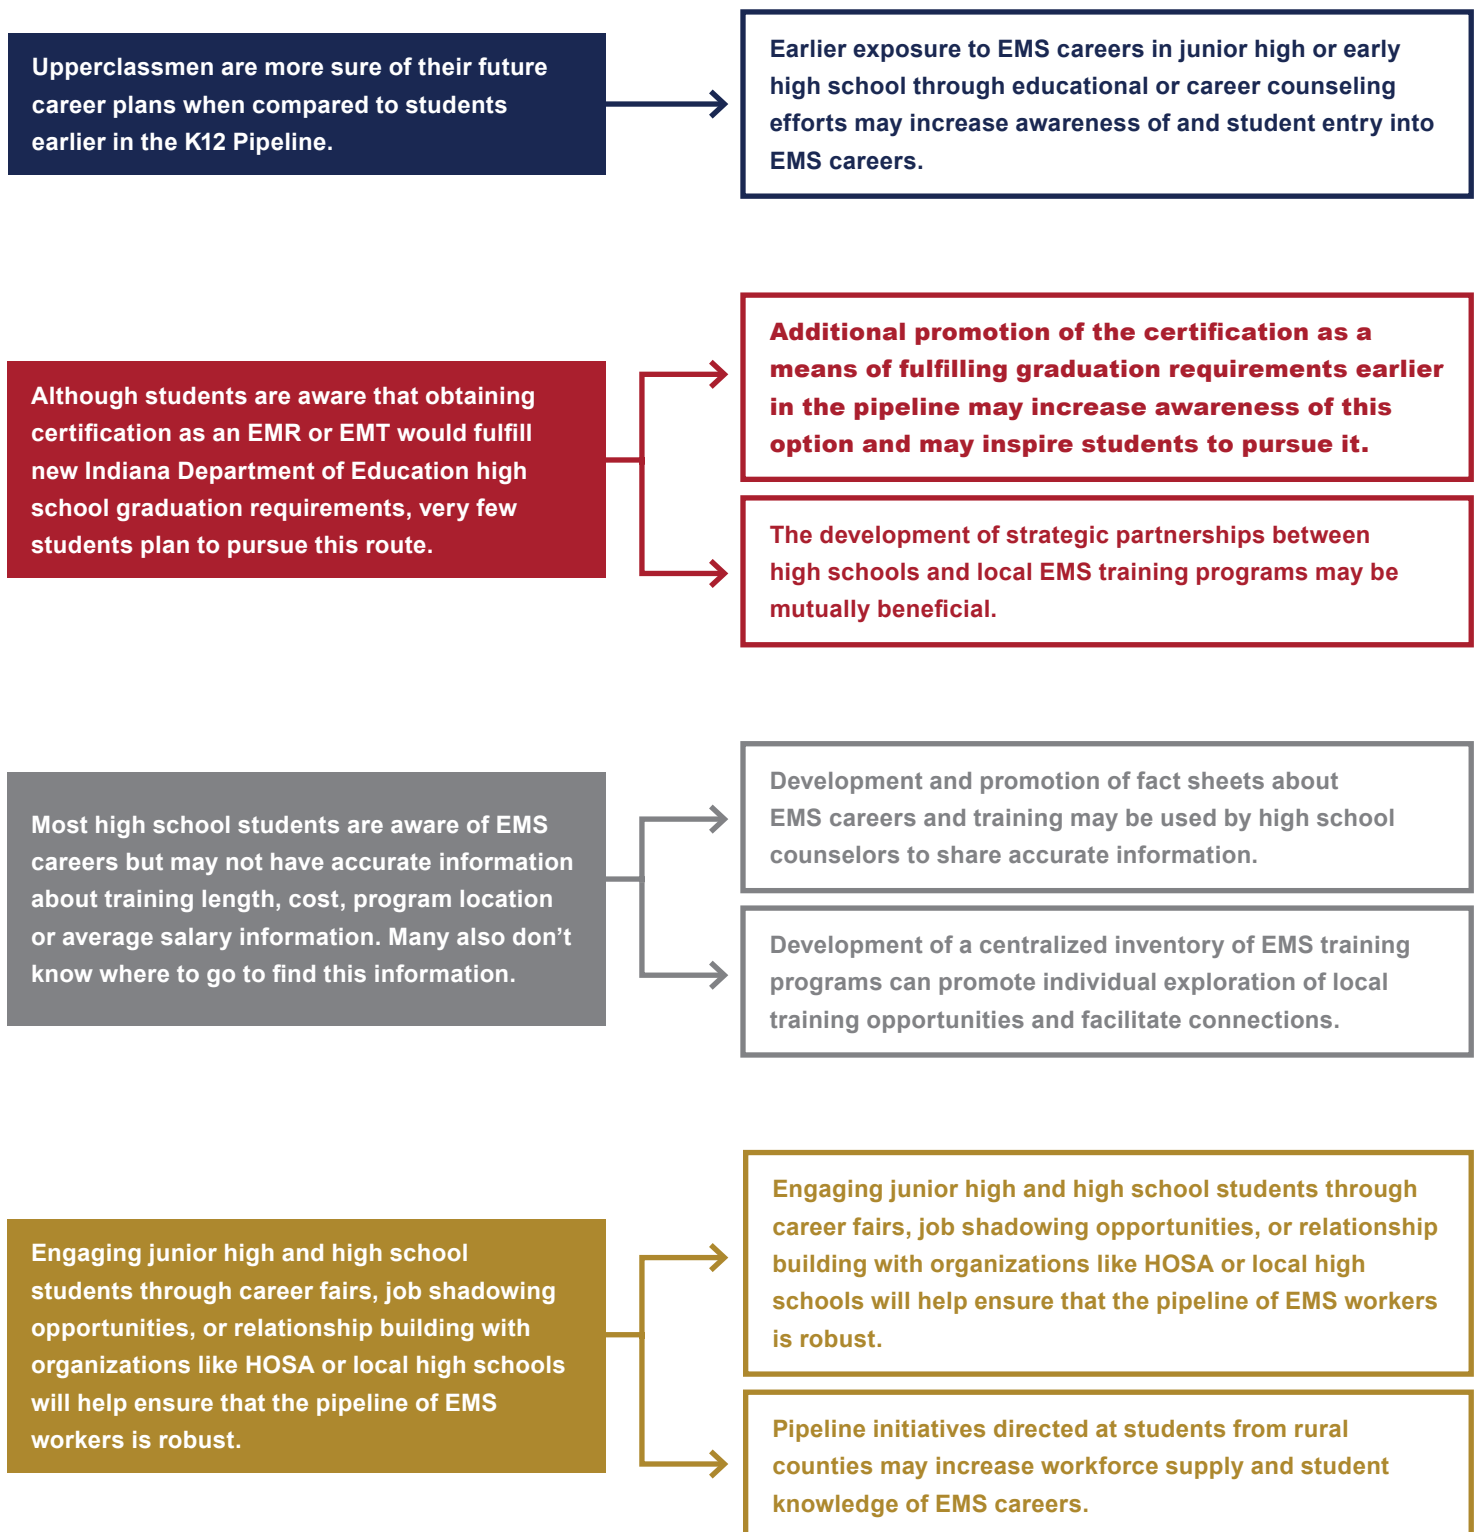 Upperclassmen are more sure of their future
career plans when compared to students
earlier in the K12 Pipeline.
Earlier exposure to EMS careers in junior high or early
high school through educational or career counseling
efforts may increase awareness of and student entry into
EMS careers.
Although students are aware that obtaining
certification as an EMR or EMT would fulfill
new Indiana Department of Education high
school graduation requirements, very few
students plan to pursue this route.
Additional promotion of the certification as a
means of fulfilling graduation requirements earlier
in the pipeline may increase awareness of this
option and may inspire students to pursue it.
The development of strategic partnerships between
high schools and local EMS training programs may be
mutually beneficial.
Most high school students are aware of EMS
careers but may not have accurate information
about training length, cost, program location
or average salary information. Many also don’t
know where to go to find this information.
Development and promotion of fact sheets about
EMS careers and training may be used by high school
counselors to share accurate information.
Development of a centralized inventory of EMS training
programs can promote individual exploration of local
training opportunities and facilitate connections.
Engaging junior high and high school
students through career fairs, job shadowing
opportunities, or relationship building with
organizations like HOSA or local high schools
will help ensure that the pipeline of EMS
workers is robust.
Engaging junior high and high school students through
career fairs, job shadowing opportunities, or relationship
building with organizations like HOSA or local high
schools will help ensure that the pipeline of EMS workers
is robust.
Pipeline initiatives directed at students from rural
counties may increase workforce supply and student
knowledge of EMS careers.